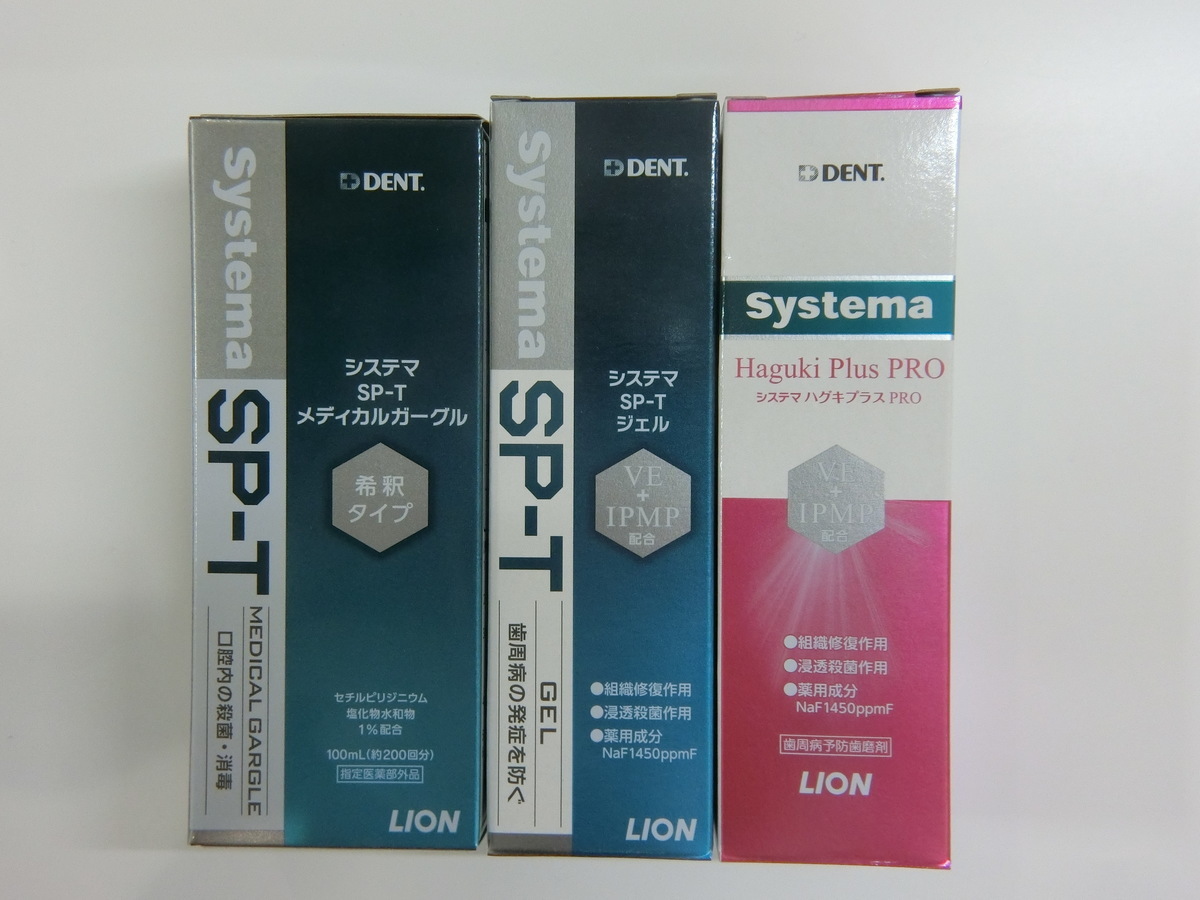 Systema
SP-T
MEDICAL GARGLE
口腔内の殺菌・消毒
DENT.
システマ
SP-T
メディカルガーグル
希釈
タイプ
セチルピリジニウム
塩化物水和物
1%配合
100mL(約200回分)
指定医薬部外品
LION
Systema
SP-T
GEL
歯周病の発症を防ぐ
DENT.
システマ
SP-T
ジェル
VE
+
IPMP
配合
●組織修復作用
●浸透殺菌作用
●薬用成分
NaF1450ppmF
LION
DENT.
Systema
Haguki Plus PRO
システマ ハグキプラス PRO
VE
+
IPMP
配合
●組織修復作用
●浸透殺菌作用
●薬用成分
NaF1450ppmF
歯周病予防歯磨剤
LION